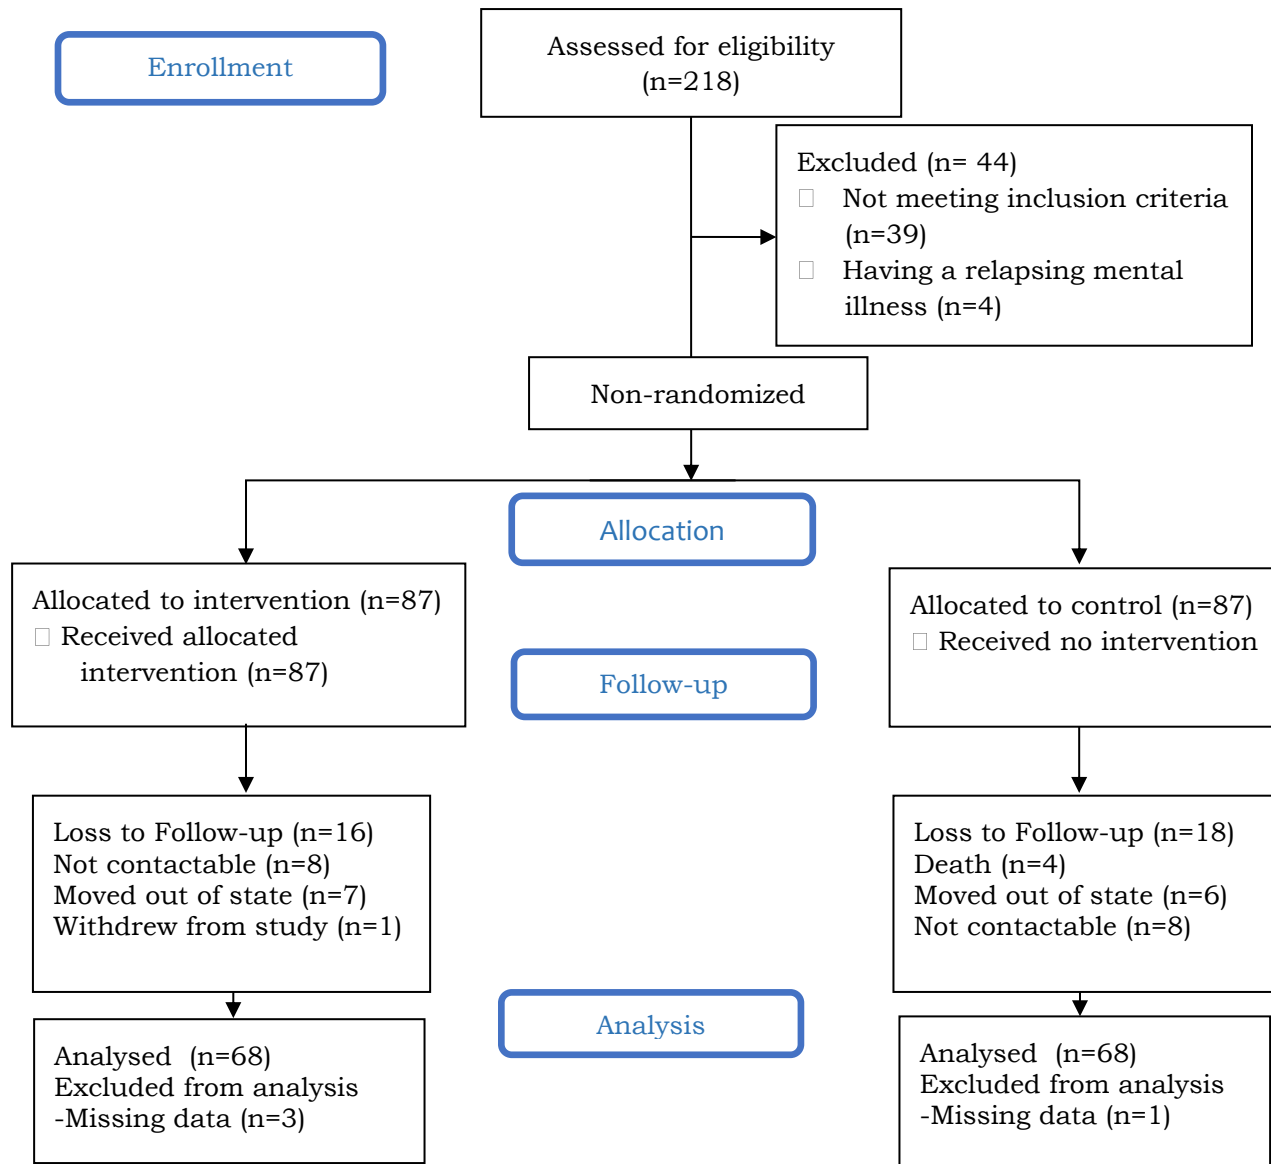 Enrollment
Assessed for eligibility
(n=218)
Excluded (n= 44)
□ Not meeting inclusion criteria
(n=39)
□ Having a relapsing mental
illness (n=4)
Non-randomized
Allocation
Allocated to intervention (n=87)
□ Received allocated
intervention (n=87)
Allocated to control (n=87)
□ Received no intervention
Follow-up
Loss to Follow-up (n=16)
Not contactable (n=8)
Moved out of state (n=7)
Withdrew from study (n=1)
Loss to Follow-up (n=18)
Death (n=4)
Moved out of state (n=6)
Not contactable (n=8)
Analysis
Analysed (n=68)
Excluded from analysis
-Missing data (n=3)
Analysed (n=68)
Excluded from analysis
-Missing data (n=1)